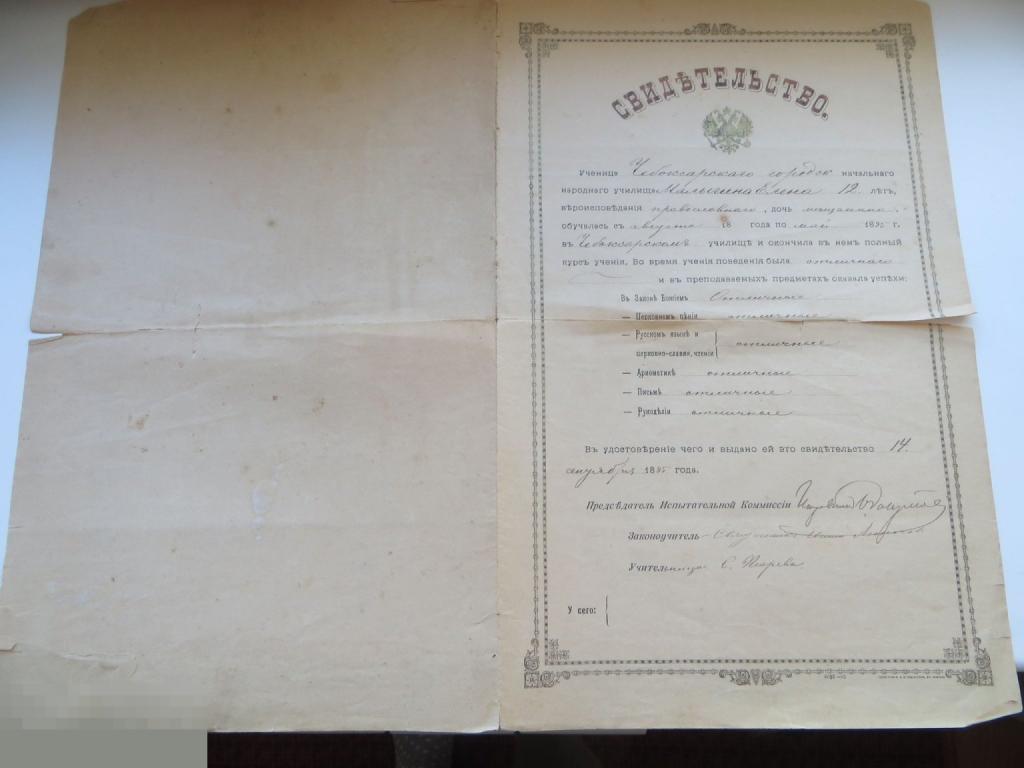 СВИДѢТЕЛЬСТВО.
Ученица Чебоксарскаго городск начальнаго
народнаго училища Малыгина Елена 12 лѣтъ,
вѣроисповѣданія православнаго, дочь мещанина,
обучалась съ августа 18 года по май 1895 г.
въ Чебоксарскомъ училищѣ и окончила въ немъ полный
курсъ ученія. Во время ученія поведенія была отличнаго
и въ преподаваемыхъ предметахъ оказала успѣхи:
Въ Законѣ Божіемъ Отличные
— Церковномъ пѣніи отличные
— Русскомъ языкѣ и
церковно-славян. чтеніи } отличные
— Ариѳметикѣ отличные
— Письмѣ отличные
— Рукодѣліи отличные
Въ удостовѣреніе чего и выдано ей это свидѣтельство 14
сентября 1895 года.
Предсѣдатель Испытательной Коммиссіи
Законоучитель Священникъ
Учительница С.
У сего: {